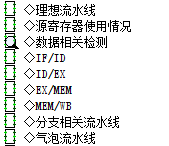 ◇理想流水线
◇源寄存器使用情况
◇数据相关检测
◇IF/ID
◇ID/EX
◇EX/MEM
◇MEM/WB
◇分支相关流水线
◇气泡流水线